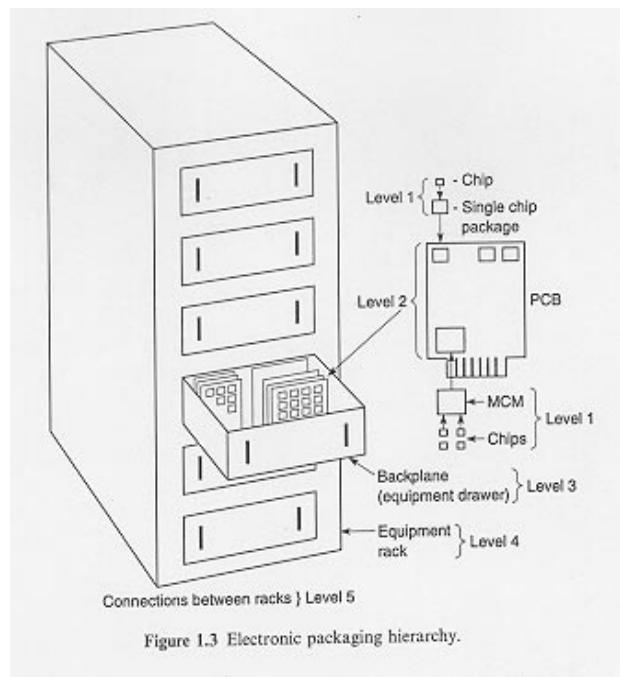 Level 1
- Chip
- Single chip
package
Level 2
PCB
MCM
Chips
Level 1
Backplane
(equipment drawer)
Level 3
Equipment
rack
Level 4
Connections between racks } Level 5
Figure 1.3 Electronic packaging hierarchy.